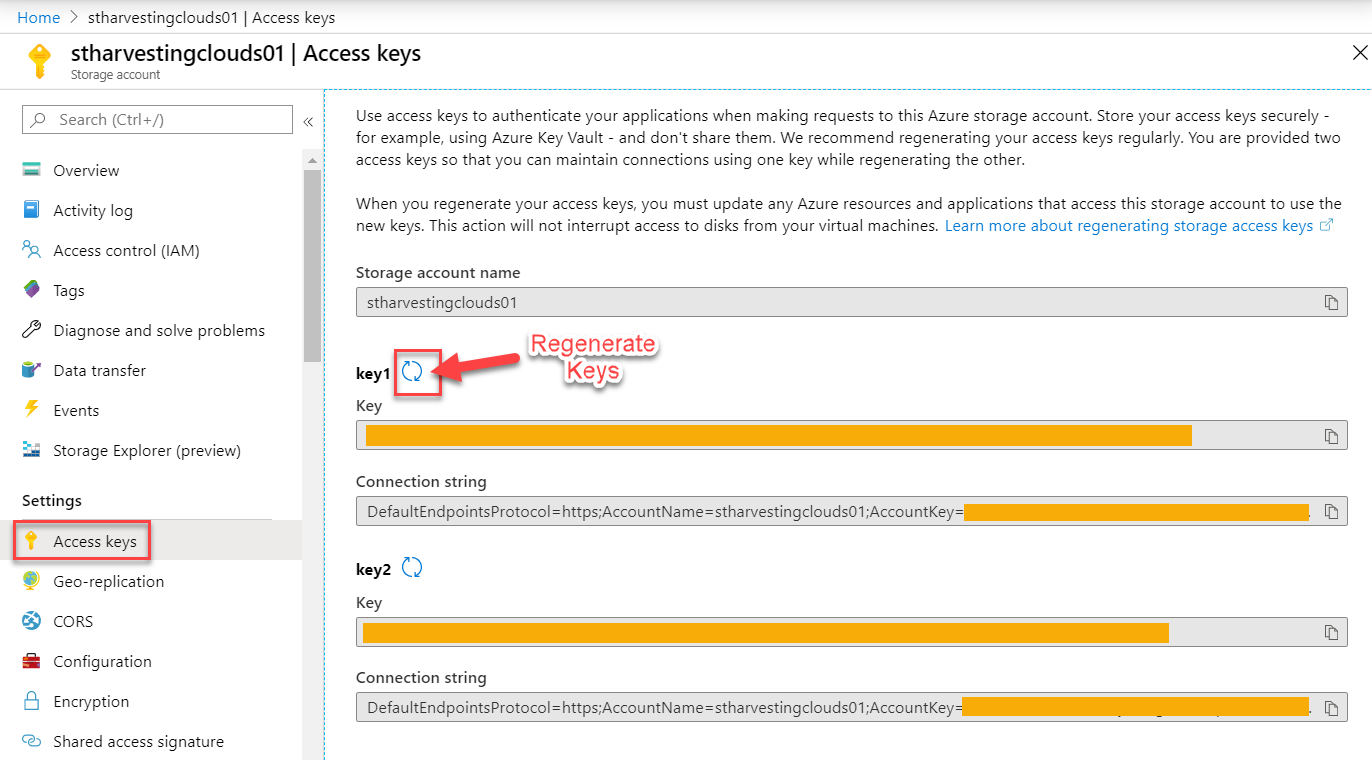 Home > stharvestingclouds01 | Access keys
stharvestingclouds01 | Access keys
Storage account
Search (Ctrl+/)
Overview
Activity log
Access control (IAM)
Tags
Diagnose and solve problems
Data transfer
Events
Storage Explorer (preview)
Settings
Access keys
Geo-replication
CORS
Configuration
Encryption
Shared access signature
Use access keys to authenticate your applications when making requests to this Azure storage account. Store your access keys securely -
for example, using Azure Key Vault - and don't share them. We recommend regenerating your access keys regularly. You are provided two
access keys so that you can maintain connections using one key while regenerating the other.
When you regenerate your access keys, you must update any Azure resources and applications that access this storage account to use the
new keys. This action will not interrupt access to disks from your virtual machines. Learn more about regenerating storage access keys
Storage account name
stharvestingclouds01
Regenerate
Keys
key1
Key
Connection string
DefaultEndpointsProtocol=https;AccountName=stharvestingclouds01;AccountKey=
key2
Key
Connection string
DefaultEndpointsProtocol=https;AccountName=stharvestingclouds01;AccountKey=